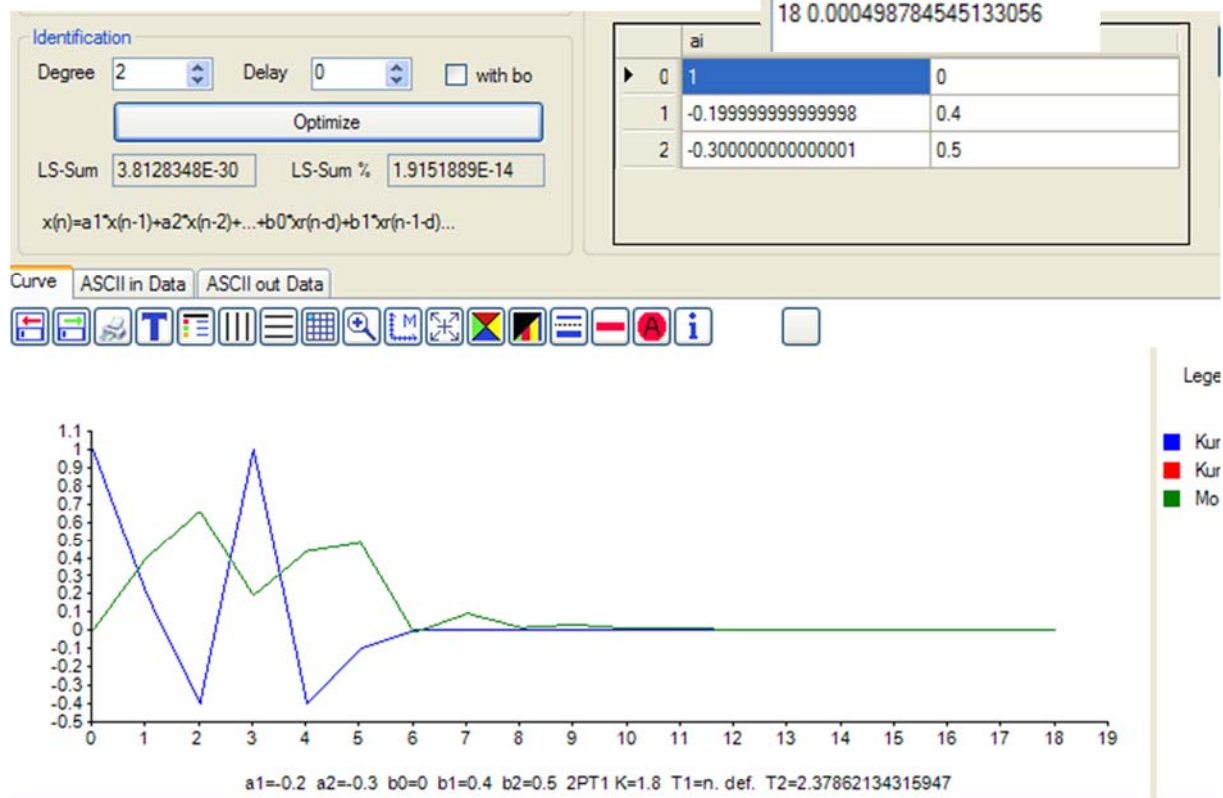 18 0.000498784545133056
Identification
Degree 2 Delay 0 with bo
Optimize
LS-Sum 3.8128348E-30 LS-Sum % 1.9151889E-14
x(n)=a1*x(n-1)+a2*x(n-2)+...+b0*xr(n-d)+b1*xr(n-1-d)...
ai
0 1 0
1 -0.199999999999998 0.4
2 -0.300000000000001 0.5
Curve ASCII in Data ASCII out Data
T M A i
Lege
Kur
Kur
Mo
1.1
1
0.9
0.8
0.7
0.6
0.5
0.4
0.3
0.2
0.1
0
-0.1
-0.2
-0.3
-0.4
-0.5
0 1 2 3 4 5 6 7 8 9 10 11 12 13 14 15 16 17 18 19
a1=-0.2 a2=-0.3 b0=0 b1=0.4 b2=0.5 2PT1 K=1.8 T1=n. def. T2=2.37862134315947